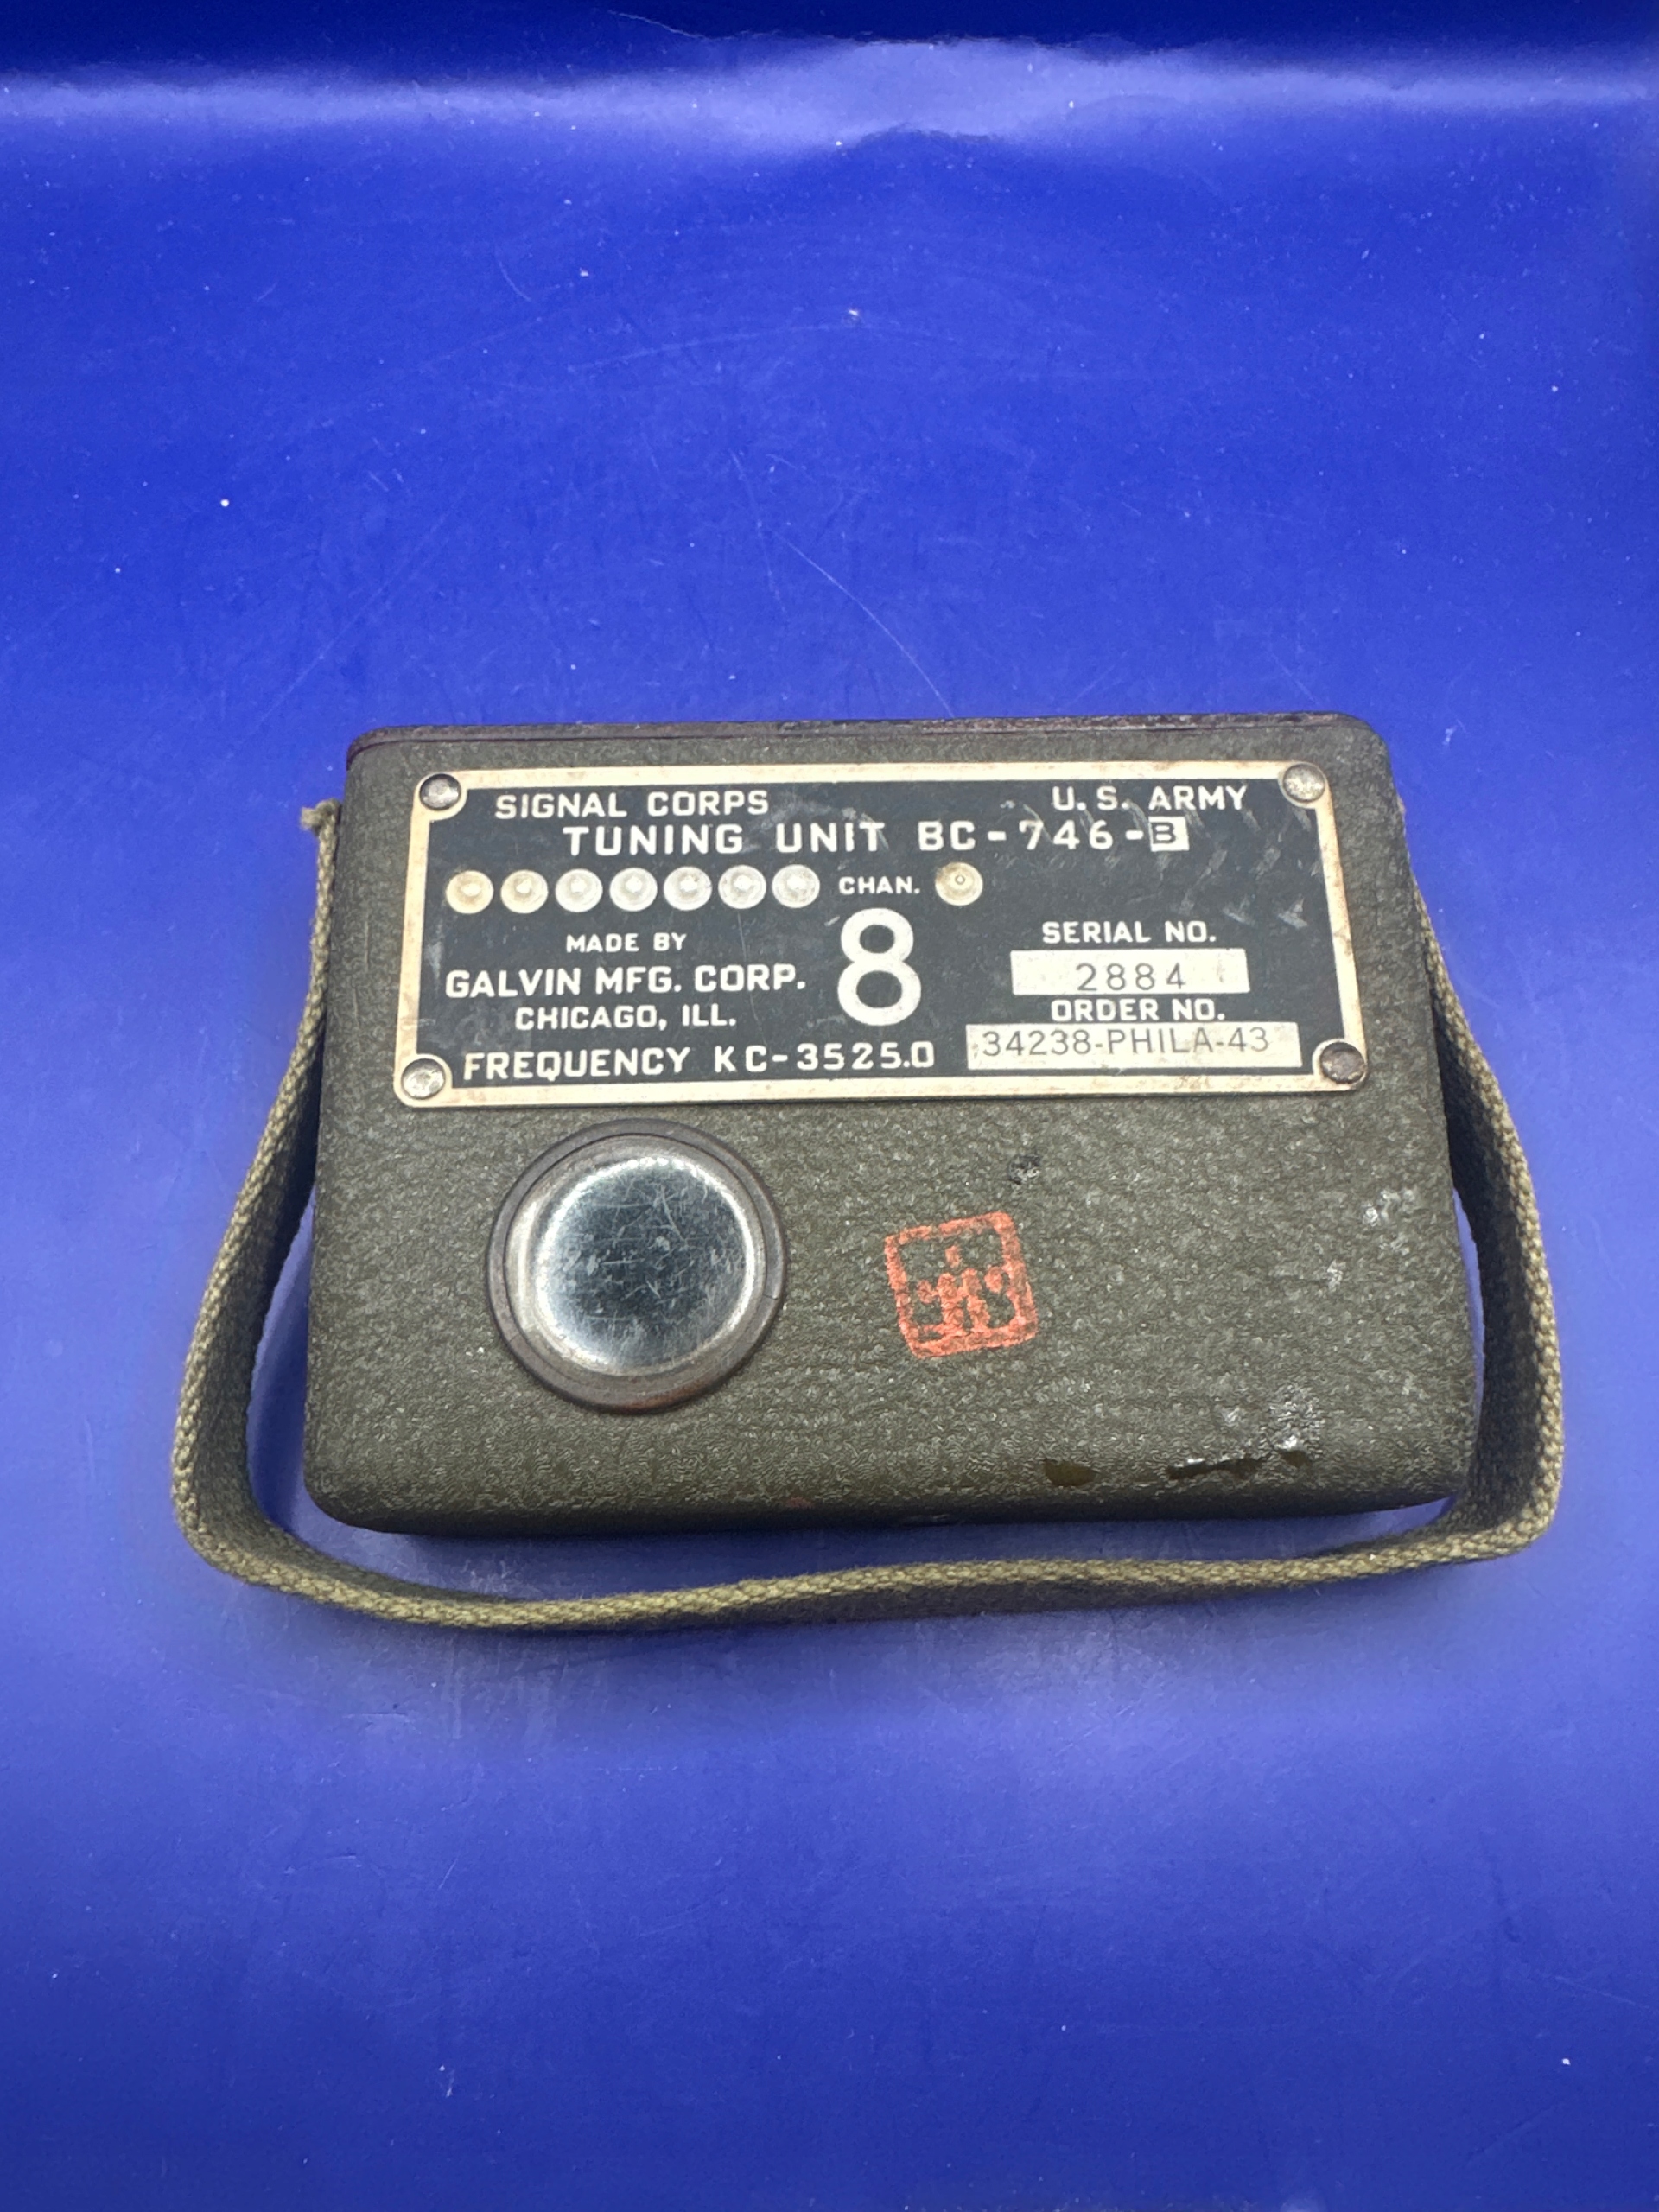 SIGNAL CORPS U. S. ARMY
TUNING UNIT BC-746-B
CHAN.
8
MADE BY
GALVIN MFG. CORP.
CHICAGO, ILL.
FREQUENCY KC-3525.0
SERIAL NO.
2884
ORDER NO.
34238-PHILA-43